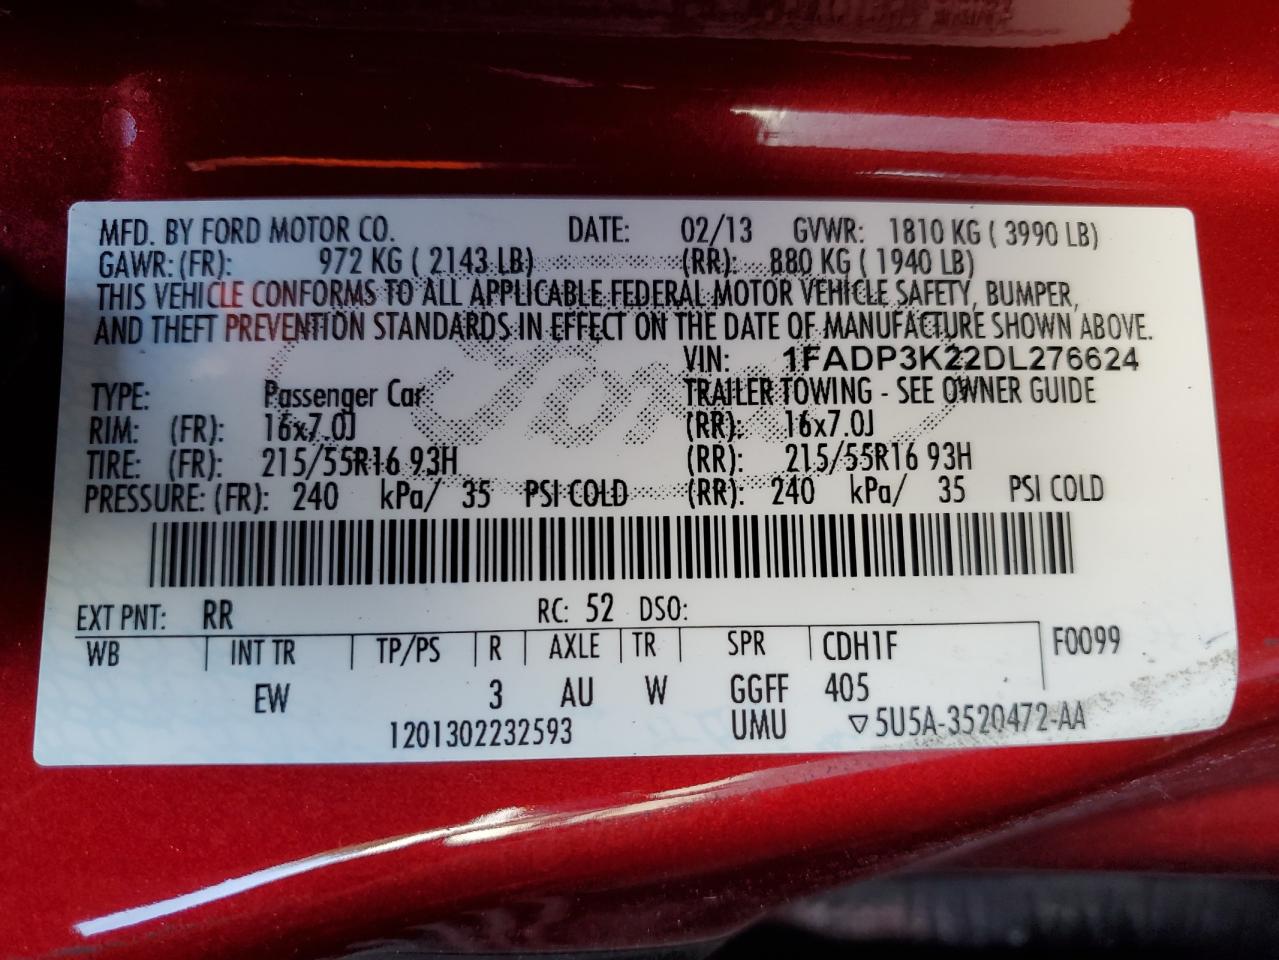 MFD. BY FORD MOTOR CO. DATE: 02/13 GVWR: 1810 KG ( 3990 LB)
GAWR: (FR): 972 KG ( 2143 LB) (RR): 880 KG ( 1940 LB)
THIS VEHICLE CONFORMS TO ALL APPLICABLE FEDERAL MOTOR VEHICLE SAFETY, BUMPER,
AND THEFT PREVENTION STANDARDS IN EFFECT ON THE DATE OF MANUFACTURE SHOWN ABOVE.
VIN: 1FADP3K22DL276624
TYPE: Passenger Car TRAILER TOWING - SEE OWNER GUIDE
RIM: (FR): 16x7.0J (RR): 16x7.0J
TIRE: (FR): 215/55R16 93H (RR): 215/55R16 93H
PRESSURE: (FR): 240 kPa/ 35 PSI COLD (RR): 240 kPa/ 35 PSI COLD
Ford
EXT PNT: RR RC: 52 DSO:
WB INT TR TP/PS R AXLE TR SPR CDH1F F0099
EW 3 AU W GGFF 405
1201302232593 UMU ▽5U5A-3520472-AA